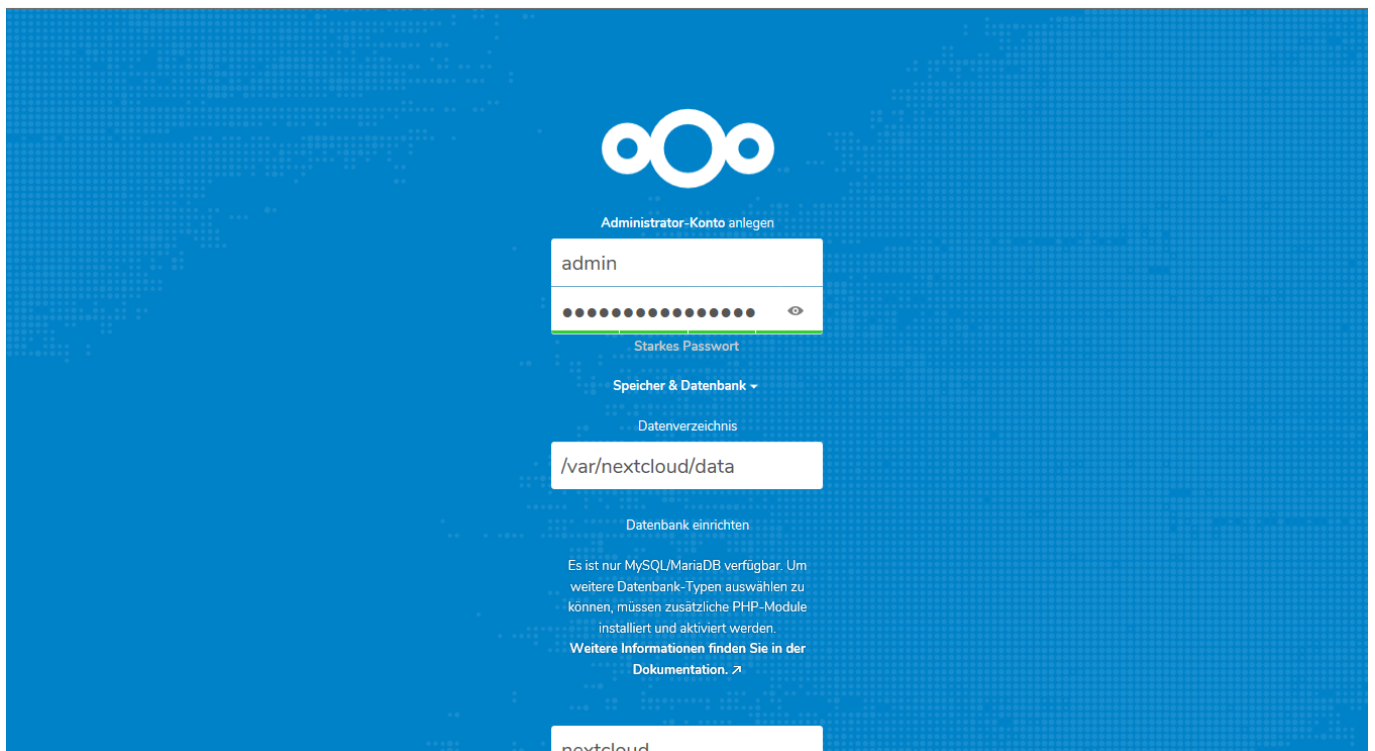 Administrator-Konto anlegen
admin
Starkes Passwort
Speicher & Datenbank
Datenverzeichnis
/var/nextcloud/data
Datenbank einrichten
Es ist nur MySQL/MariaDB verfügbar. Um
weitere Datenbank-Typen auswählen zu
können, müssen zusätzliche PHP-Module
installiert und aktiviert werden.
Weitere Informationen finden Sie in der
Dokumentation. ↗
nextcloud